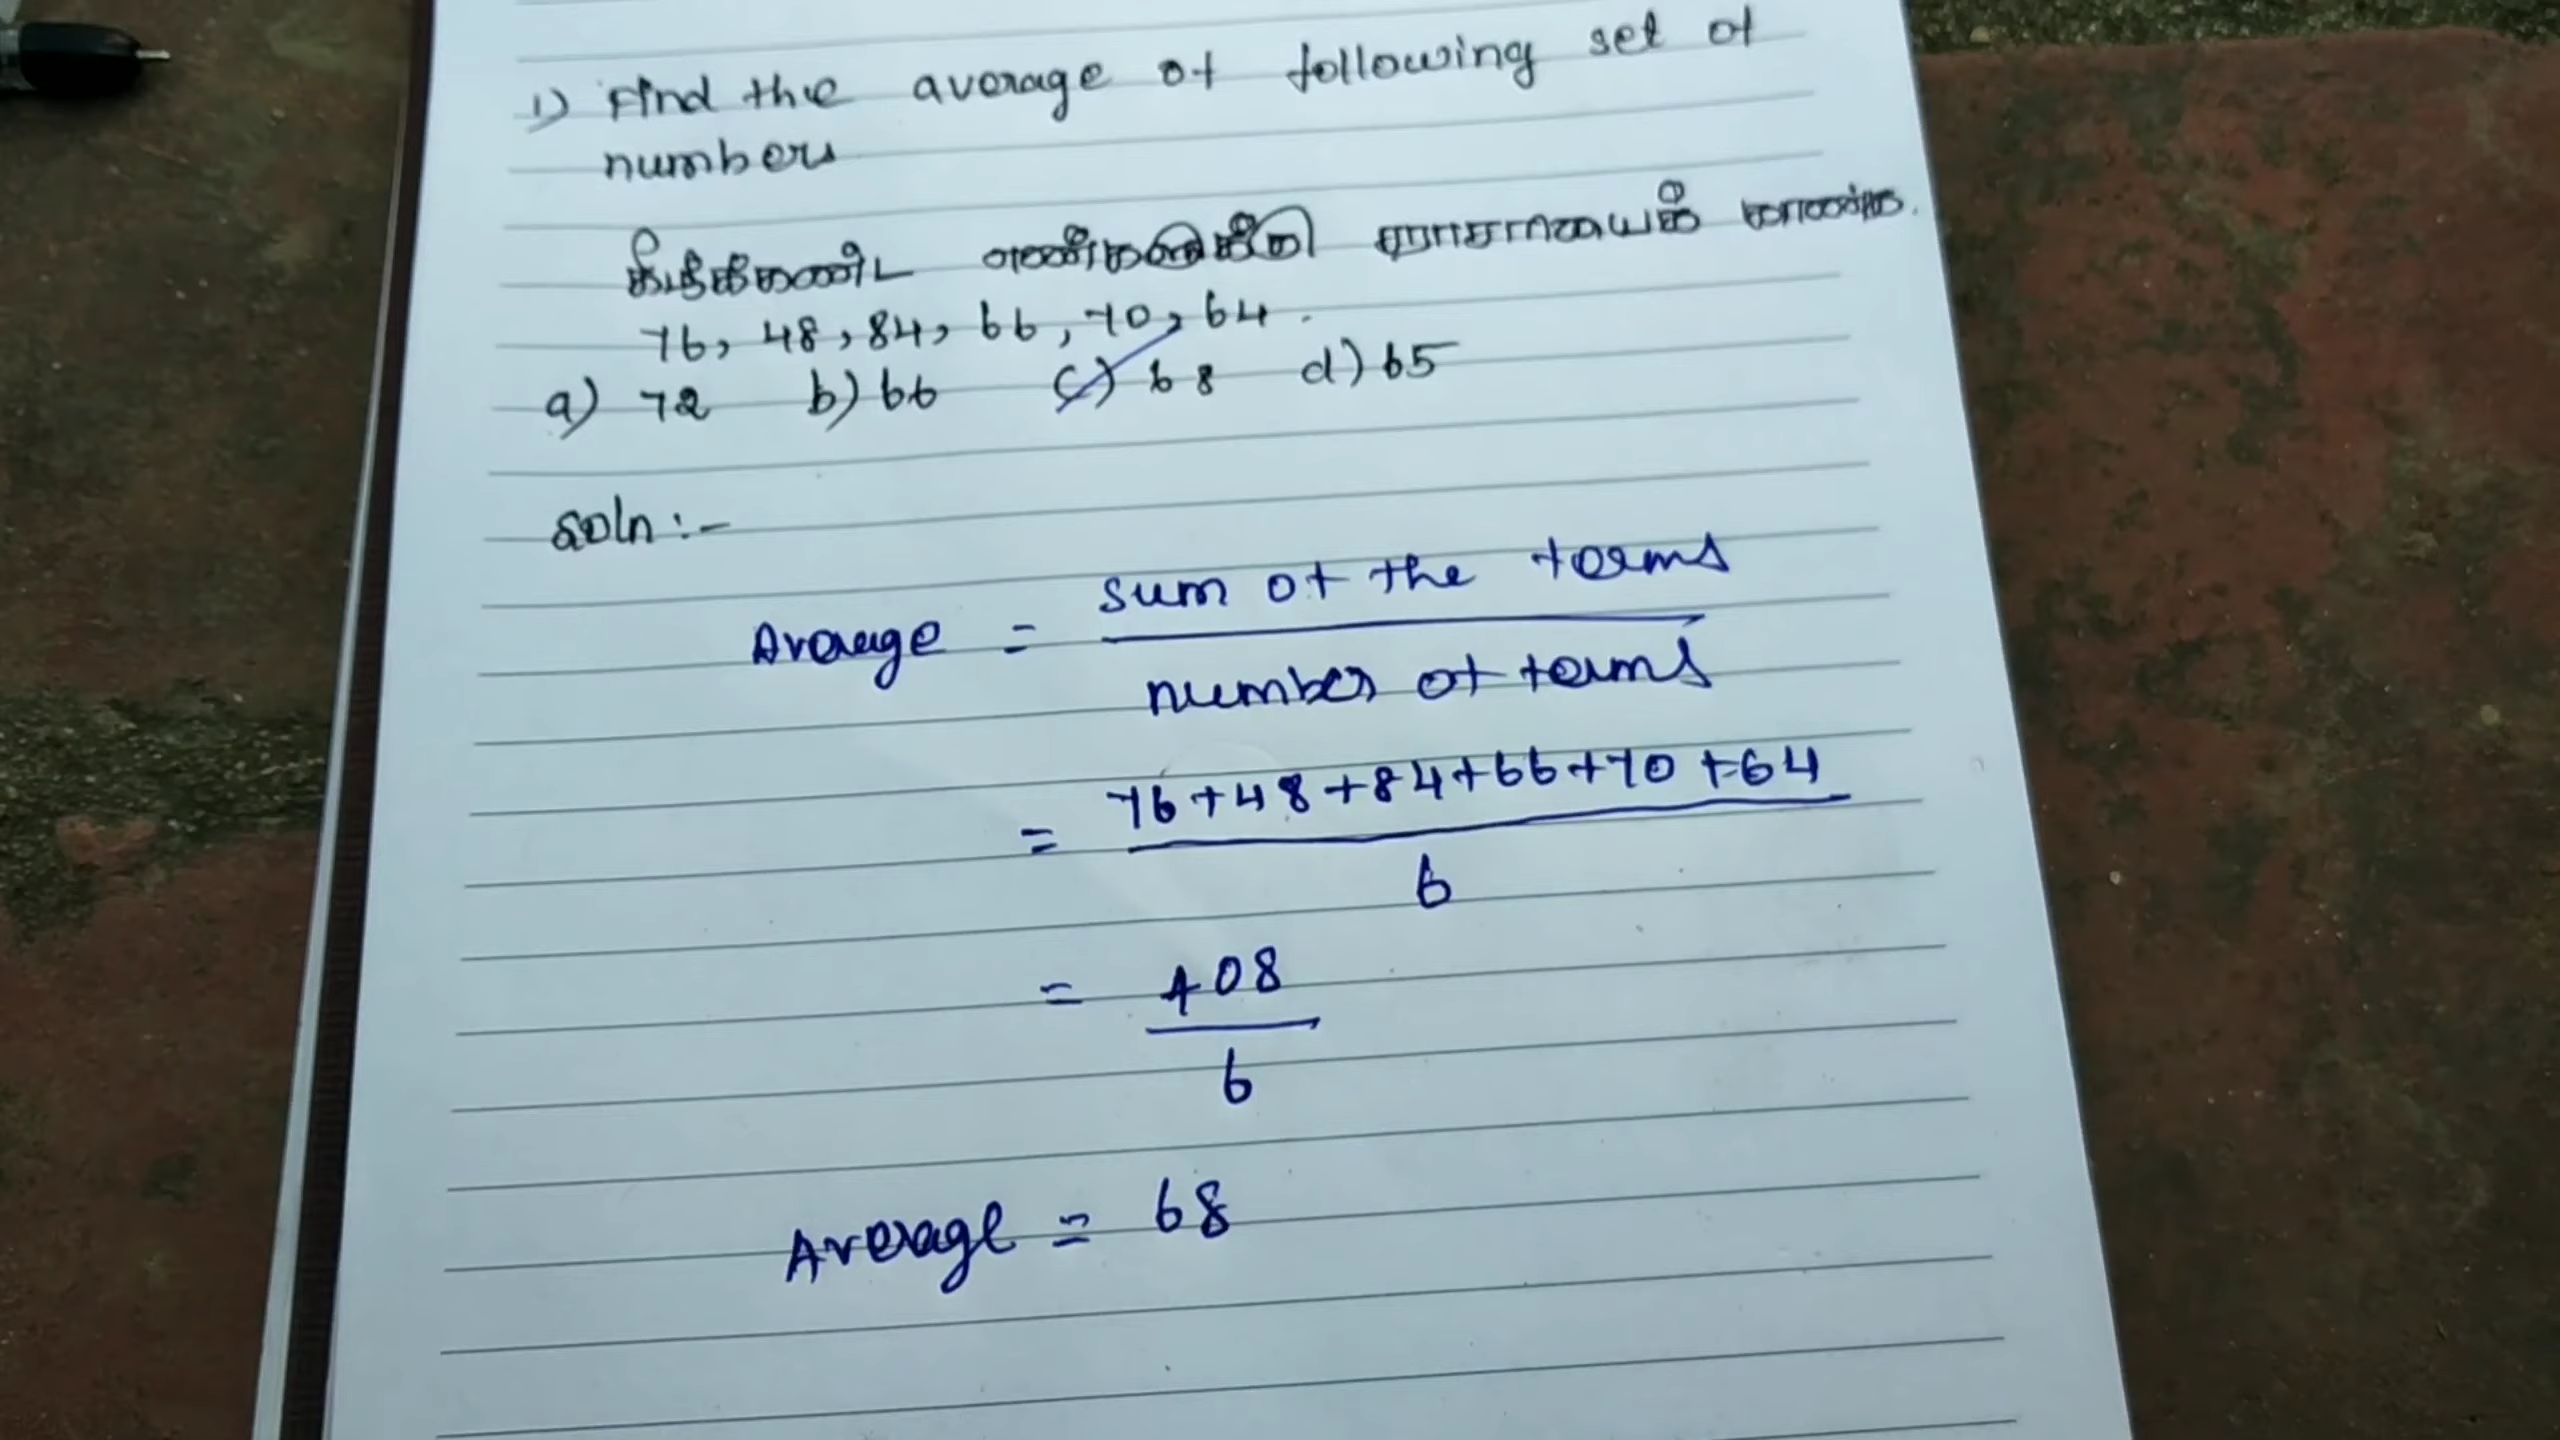 1) Find the average of following set of
numbers
கீழ்க்கண்ட எண்களின் சராசரியைக் காண்க.
76, 48, 84, 66, 70, 64.
a) 72 b) 66 c) 68 d) 65
Soln :-
Average = sum of the terms
number of terms
= 76+48+84+66+70+64
6
= 408
6
Average = 68